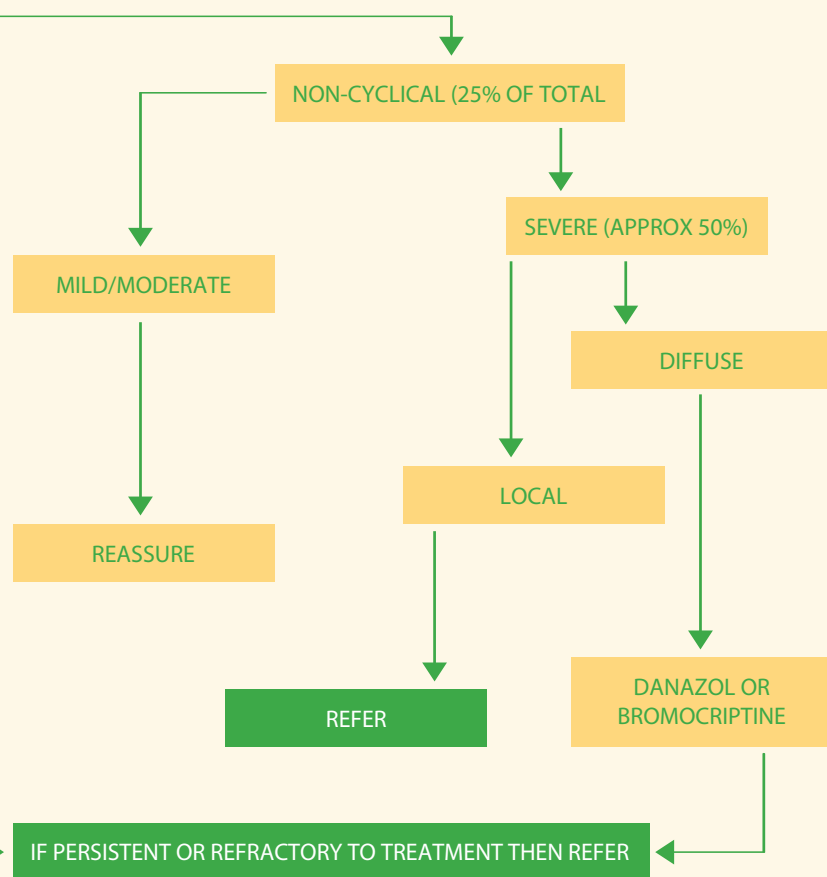 NON-CYCLICAL (25% OF TOTAL
SEVERE (APPROX 50%)
MILD/MODERATE
DIFFUSE
LOCAL
REASSURE
DANAZOL OR
BROMOCRIPTINE
REFER
IF PERSISTENT OR REFRACTORY TO TREATMENT THEN REFER